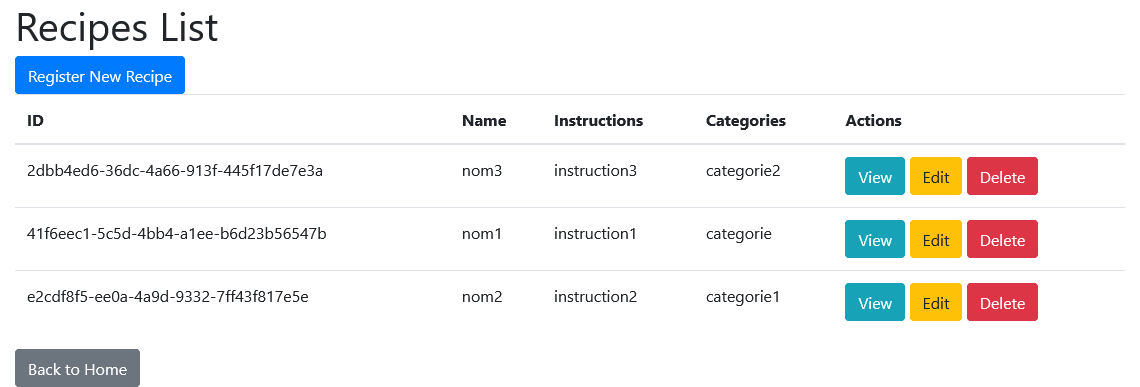 Recipes List
Register New Recipe
ID Name Instructions Categories Actions
2dbb4ed6-36dc-4a66-913f-445f17de7e3a nom3 instruction3 categorie2 View Edit Delete
41f6eec1-5c5d-4bb4-a1ee-b6d23b56547b nom1 instruction1 categorie View Edit Delete
e2cdf8f5-ee0a-4a9d-9332-7ff43f817e5e nom2 instruction2 categorie1 View Edit Delete
Back to Home